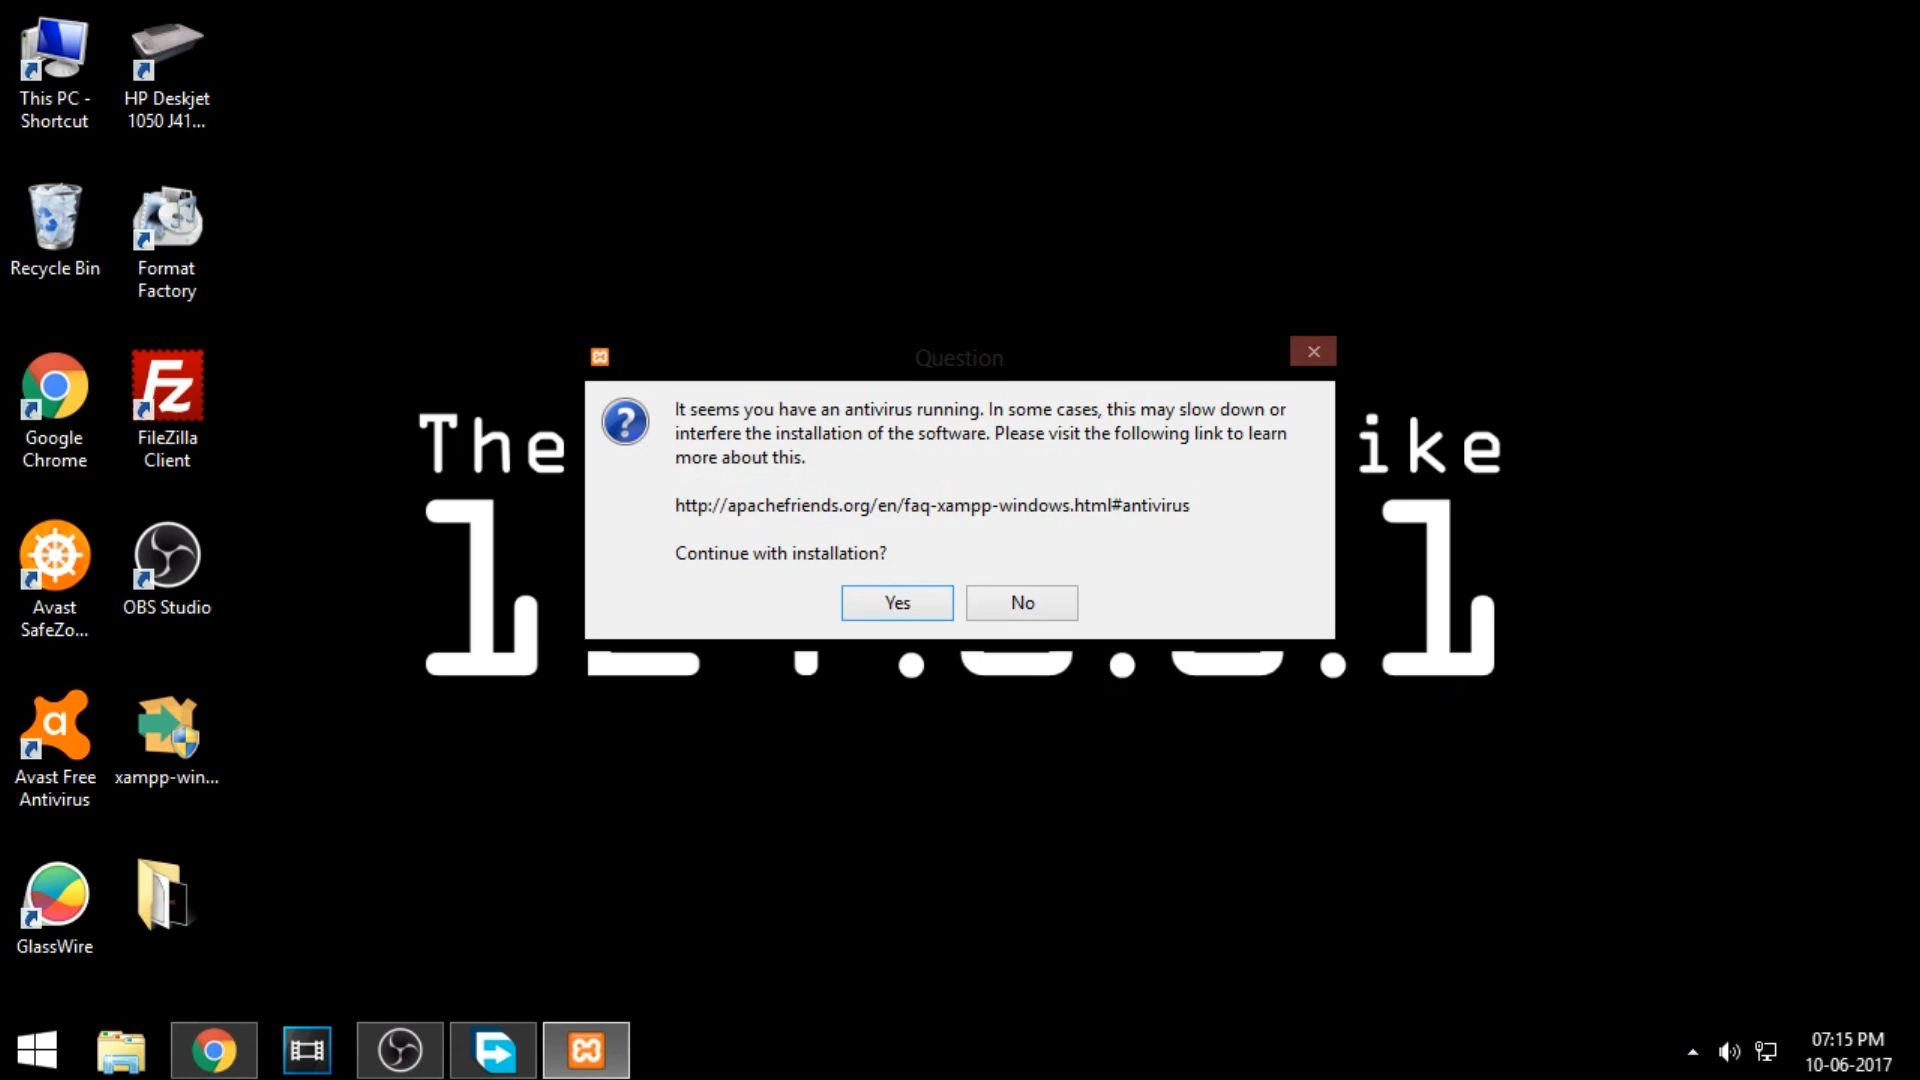 This PC -
Shortcut
HP Deskjet
1050 J41...
Recycle Bin
Format
Factory
Google
Chrome
FileZilla
Client
Avast
SafeZo...
OBS Studio
Avast Free
Antivirus
xampp-win...
GlassWire
Question
It seems you have an antivirus running. In some cases, this may slow down or
interfere the installation of the software. Please visit the following link to learn
more about this.
http://apachefriends.org/en/faq-xampp-windows.html#antivirus
Continue with installation?
Yes
No
The
ike
07:15 PM
10-06-2017